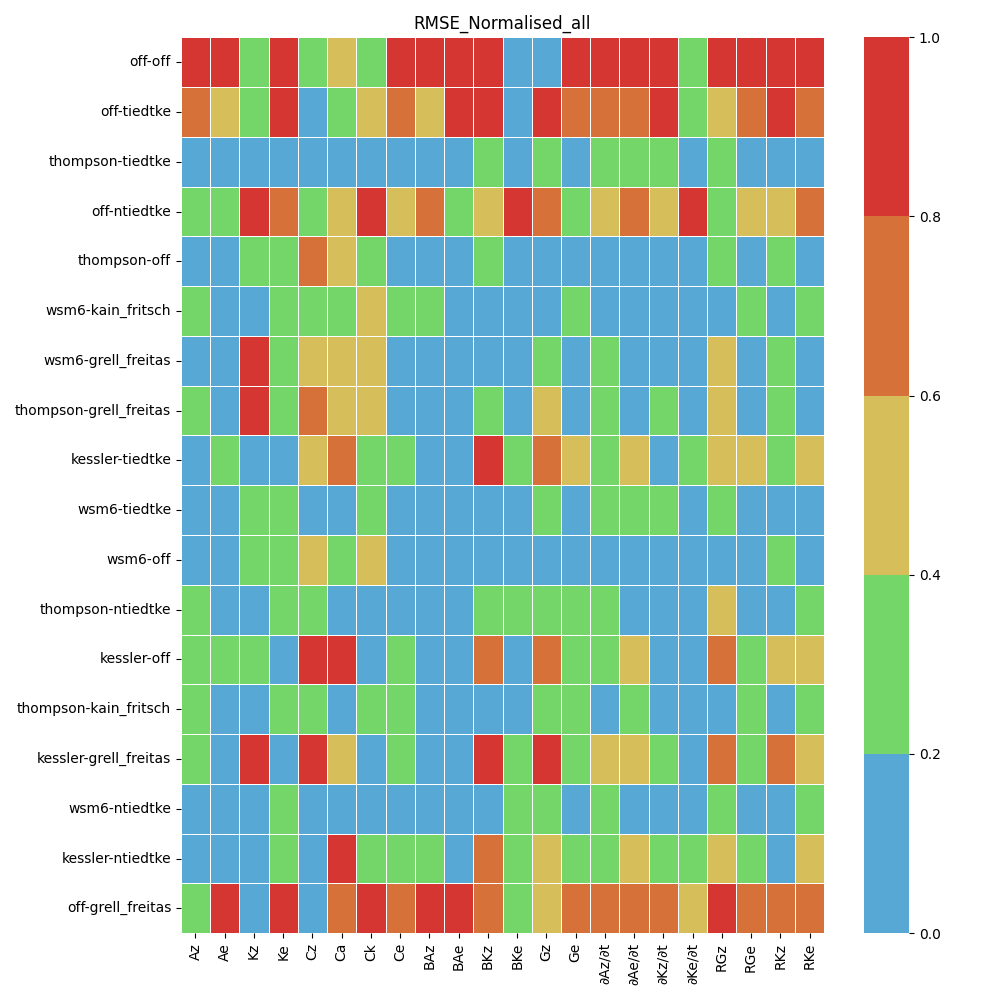 RMSE_Normalised_all
off-off
off-tiedtke
thompson-tiedtke
off-ntiedtke
thompson-off
wsm6-kain_fritsch
wsm6-grell_freitas
thompson-grell_freitas
kessler-tiedtke
wsm6-tiedtke
wsm6-off
thompson-ntiedtke
kessler-off
thompson-kain_fritsch
kessler-grell_freitas
wsm6-ntiedtke
kessler-ntiedtke
off-grell_freitas
Az Ae Kz Ke Cz Ca Ck Ce BAz BAe BKz BKe Gz Ge ∂Az/∂t ∂Ae/∂t ∂Kz/∂t ∂Ke/∂t RGz RGe RKz RKe
1.0
0.8
0.6
0.4
0.2
0.0